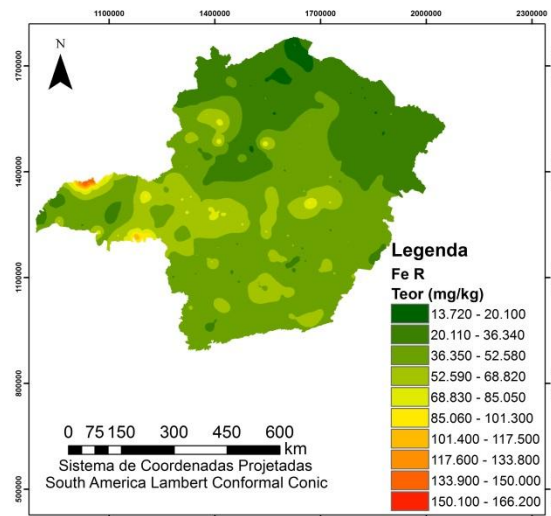 1100000 1400000 1700000 2000000 2300000
N
1700000
1400000
1100000
800000
500000
Legenda
Fe R
Teor (mg/kg)
13.720 - 20.100
20.110 - 36.340
36.350 - 52.580
52.590 - 68.820
68.830 - 85.050
85.060 - 101.300
101.400 - 117.500
117.600 - 133.800
133.900 - 150.000
150.100 - 166.200
0 75 150 300 450 600
km
Sistema de Coordenadas Projetadas
South America Lambert Conformal Conic